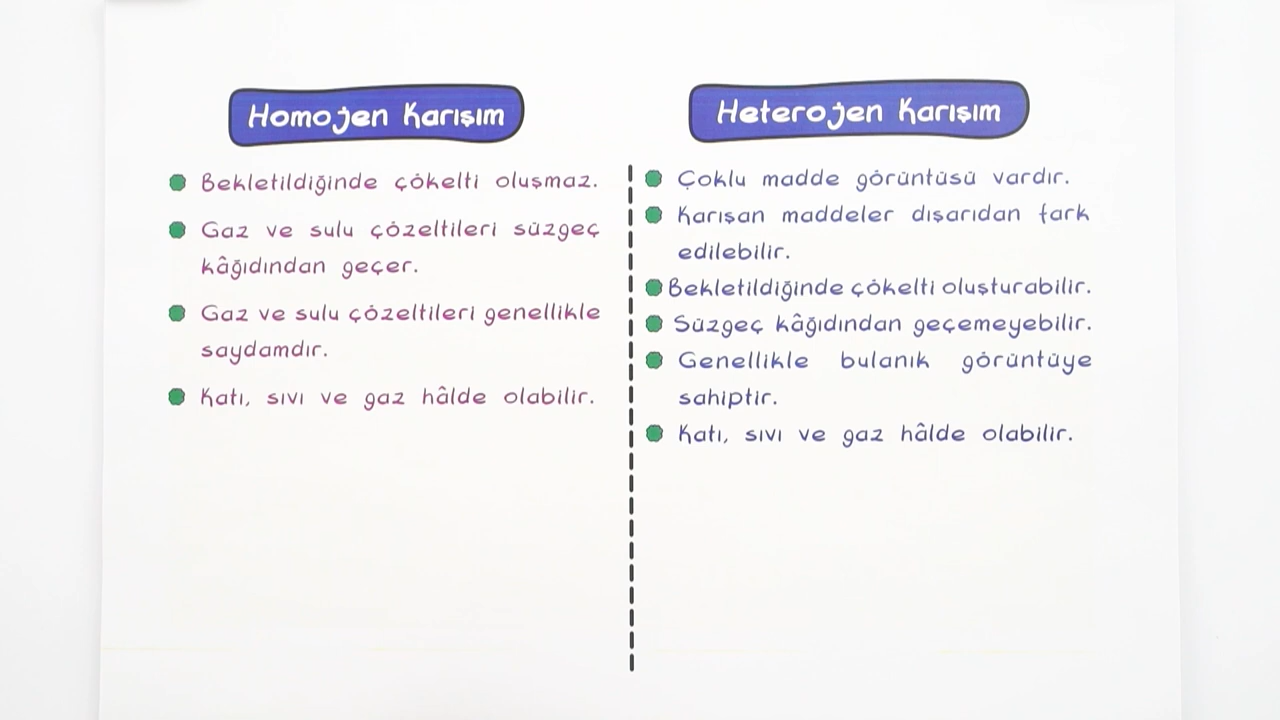 Homojen Karışım
Bekletildiğinde çökelti oluşmaz.
Gaz ve sulu çözeltileri süzgeç
kâğıdından geçer.
Gaz ve sulu çözeltileri genellikle
saydamdır.
Katı, sıvı ve gaz hâlde olabilir.
Heterojen Karışım
Çoklu madde görüntüsü vardır.
Karışan maddeler dışarıdan fark
edilebilir.
Bekletildiğinde çökelti oluşturabilir.
Süzgeç kâğıdından geçemeyebilir.
Genellikle bulanık görüntüye
sahiptir.
Katı, sıvı ve gaz hâlde olabilir.